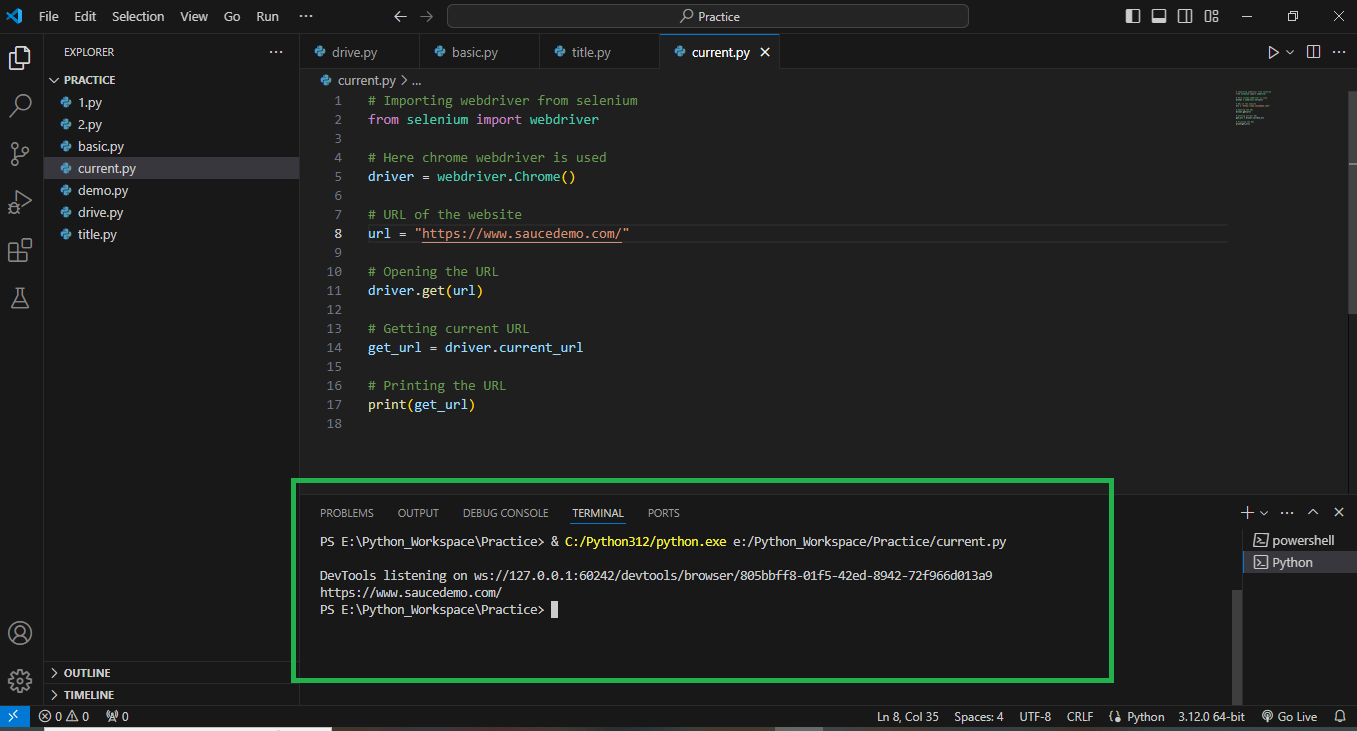 File Edit Selection View Go Run ··· Practice
EXPLORER ···
PRACTICE
1.py
2.py
basic.py
current.py
demo.py
drive.py
title.py
OUTLINE
TIMELINE
drive.py basic.py title.py current.py
current.py > ...
1 # Importing webdriver from selenium
2 from selenium import webdriver
3
4 # Here chrome webdriver is used
5 driver = webdriver.Chrome()
6
7 # URL of the website
8 url = "https://www.saucedemo.com/"
9
10 # Opening the URL
11 driver.get(url)
12
13 # Getting current URL
14 get_url = driver.current_url
15
16 # Printing the URL
17 print(get_url)
18
PROBLEMS OUTPUT DEBUG CONSOLE TERMINAL PORTS
PS E:\Python_Workspace\Practice> & C:/Python312/python.exe e:/Python_Workspace/Practice/current.py
DevTools listening on ws://127.0.0.1:60242/devtools/browser/805bbff8-01f5-42ed-8942-72f966d013a9
https://www.saucedemo.com/
PS E:\Python_Workspace\Practice>
powershell
Python
0 0 0 Ln 8, Col 35 Spaces: 4 UTF-8 CRLF Python 3.12.0 64-bit Go Live